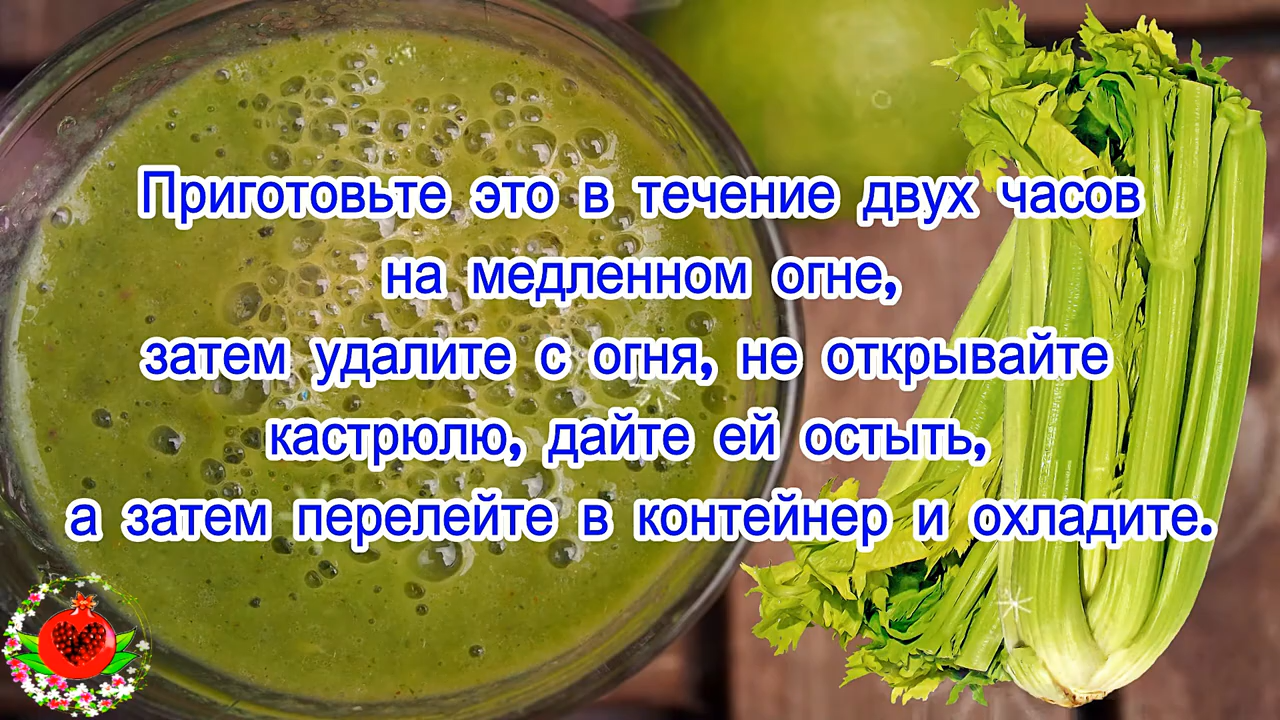 Приготовьте это в течение двух часов
на медленном огне,
затем удалите с огня, не открывайте
кастрюлю, дайте ей остыть,
а затем перелейте в контейнер и охладите.